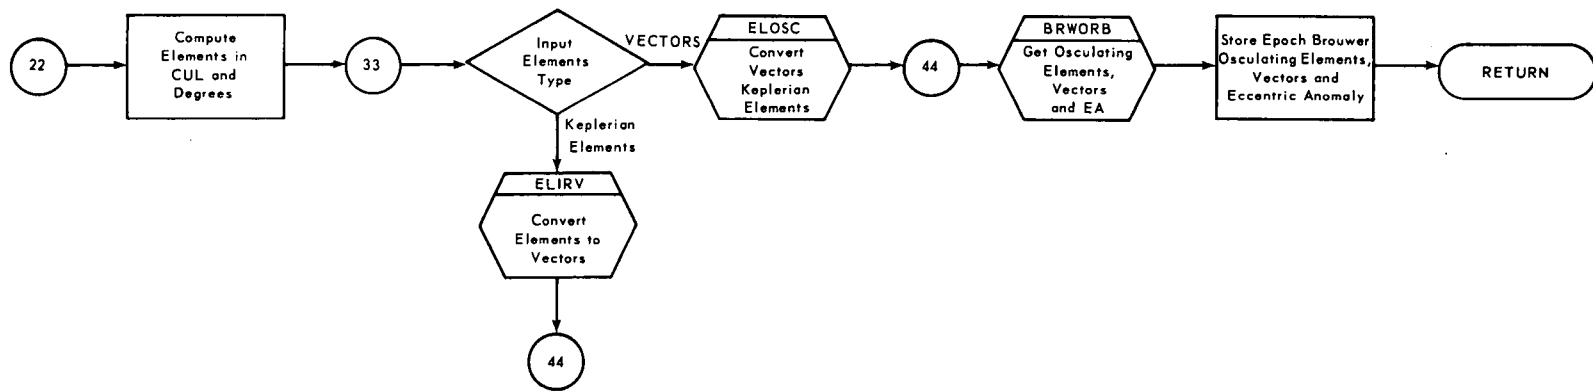 22
Compute
Elements in
CUL and
Degrees
33
Input
Elements
Type
VECTORS
ELOSC
Convert
Vectors
Keplerian
Elements
44
BRWORB
Get Osculating
Elements,
Vectors
and EA
Store Epoch Brouwer
Osculating Elements,
Vectors and
Eccentric Anomaly
RETURN
Keplerian
Elements
ELIRV
Convert
Elements to
Vectors
44